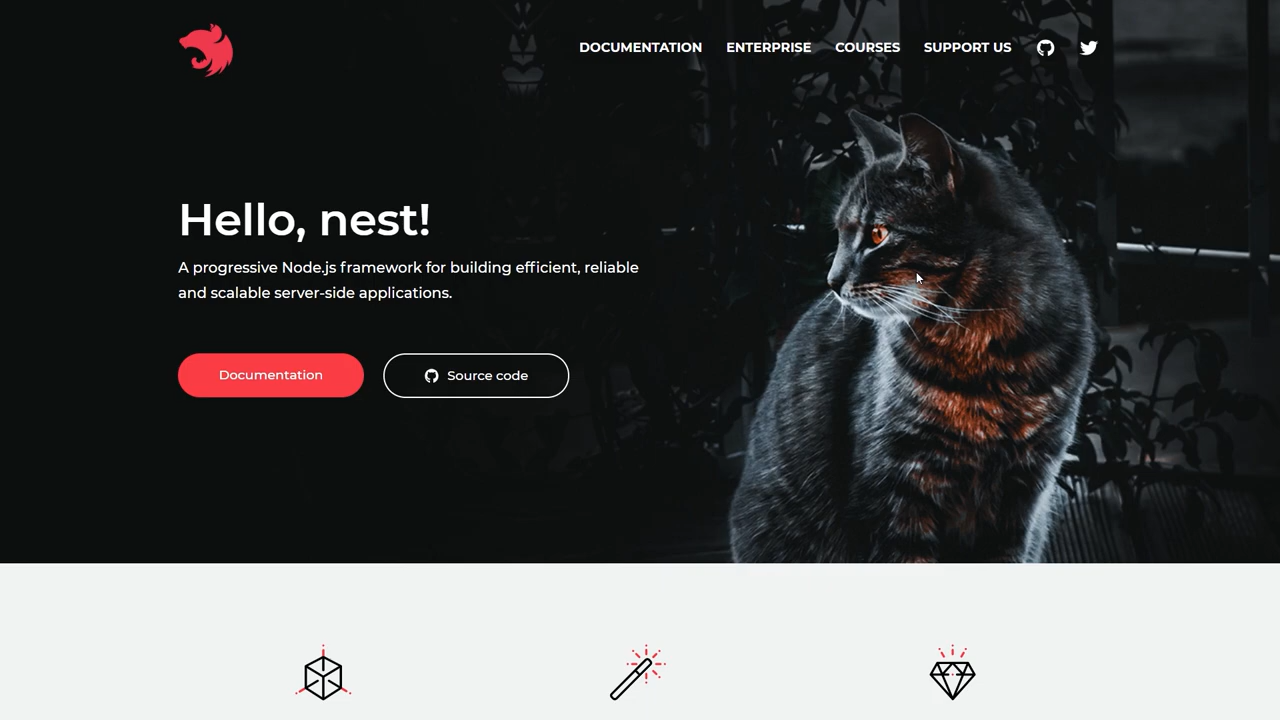 DOCUMENTATION ENTERPRISE COURSES SUPPORT US
Hello, nest!
A progressive Node.js framework for building efficient, reliable
and scalable server-side applications.
Documentation Source code